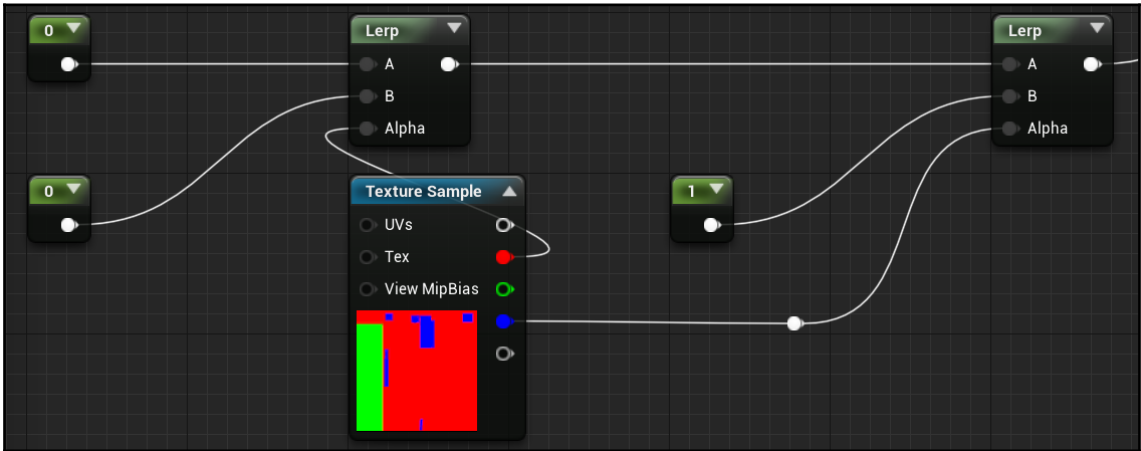 0
Lerp
Lerp
A
A
B
B
Alpha
Alpha
0
Texture Sample
1
UVs
Tex
View MipBias